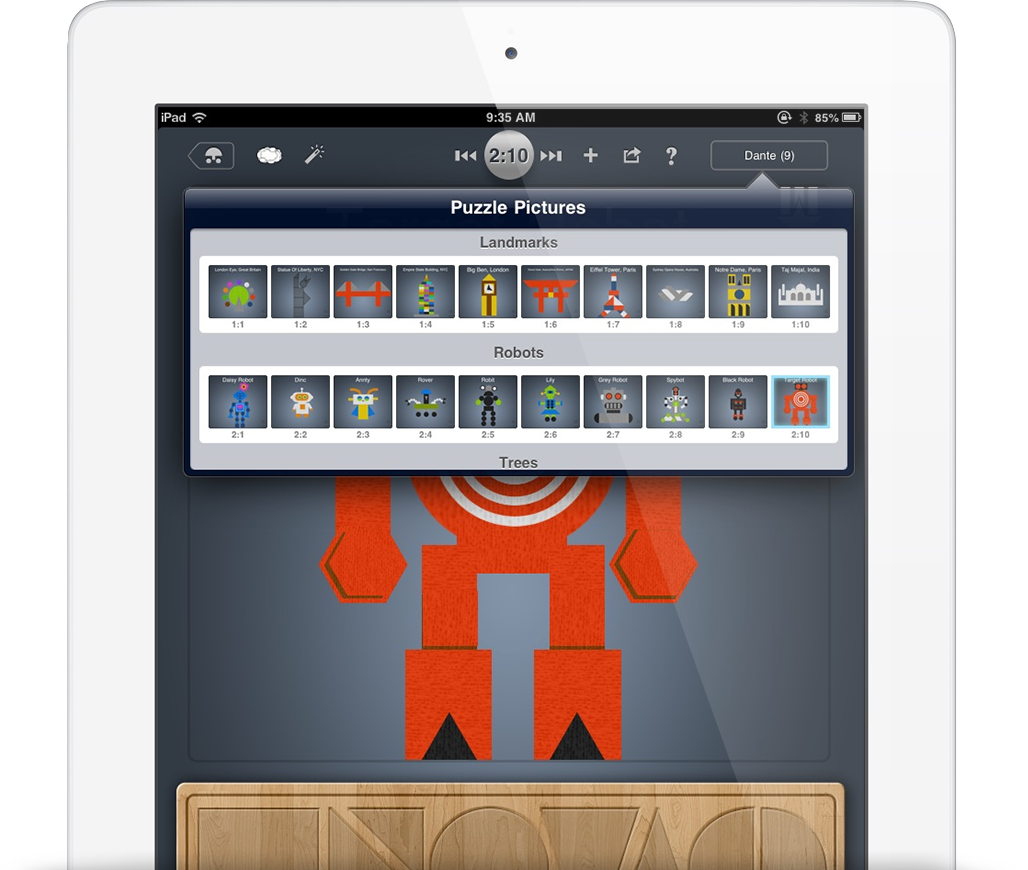 iPad 9:35 AM 85%
2:10 + ? Dante (9)
Puzzle Pictures
Landmarks
London Eye, Great Britain Statue Of Liberty, NYC Golden Gate Bridge, San Francisco Empire State Building, NYC Big Ben, London Eiffel Tower, Paris Sydney Opera House, Australia Notre Dame, Paris Taj Majal, India
1:1 1:2 1:3 1:4 1:5 1:6 1:7 1:8 1:9 1:10
Robots
Daisy Robot Dinc Annty Rover Robit Lily Grey Robot Spybot Black Robot Target Robot
2:1 2:2 2:3 2:4 2:5 2:6 2:7 2:8 2:9 2:10
Trees